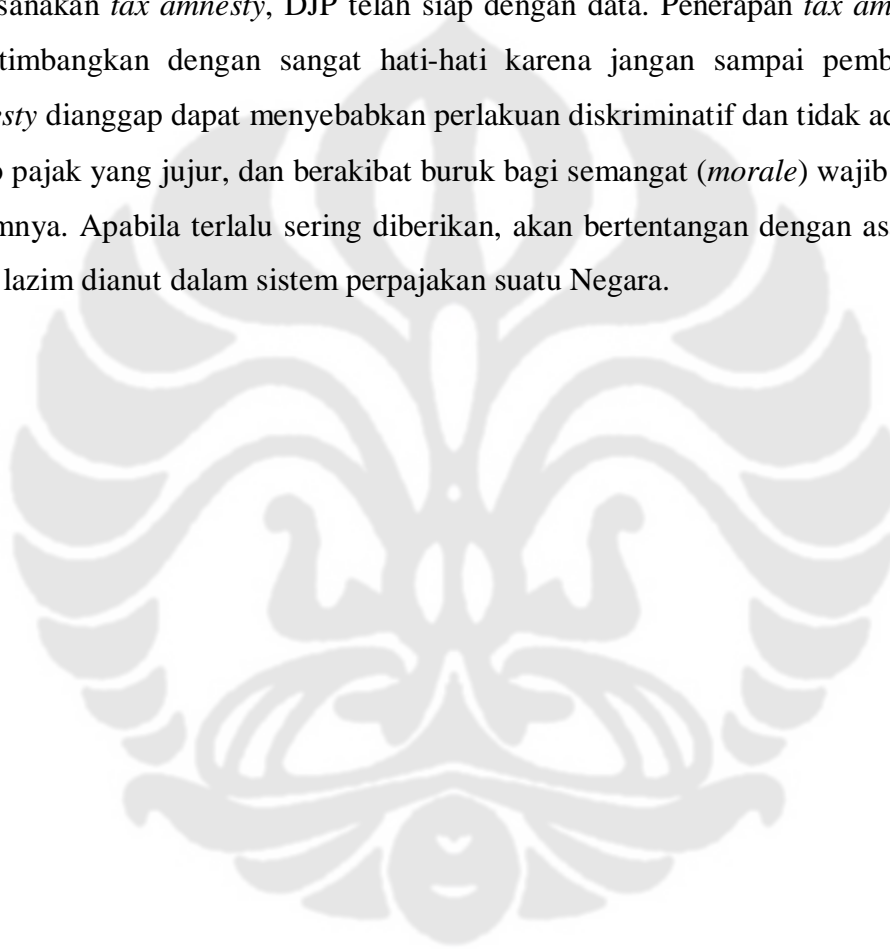 sanakan tax amnesty, DJP telah siap dengan data. Penerapan tax am
timbangkan dengan sangat hati-hati karena jangan sampai pemb
esty dianggap dapat menyebabkan perlakuan diskriminatif dan tidak ad
pajak yang jujur, dan berakibat buruk bagi semangat (morale) wajib
mnya. Apabila terlalu sering diberikan, akan bertentangan dengan as
lazim dianut dalam sistem perpajakan suatu Negara.